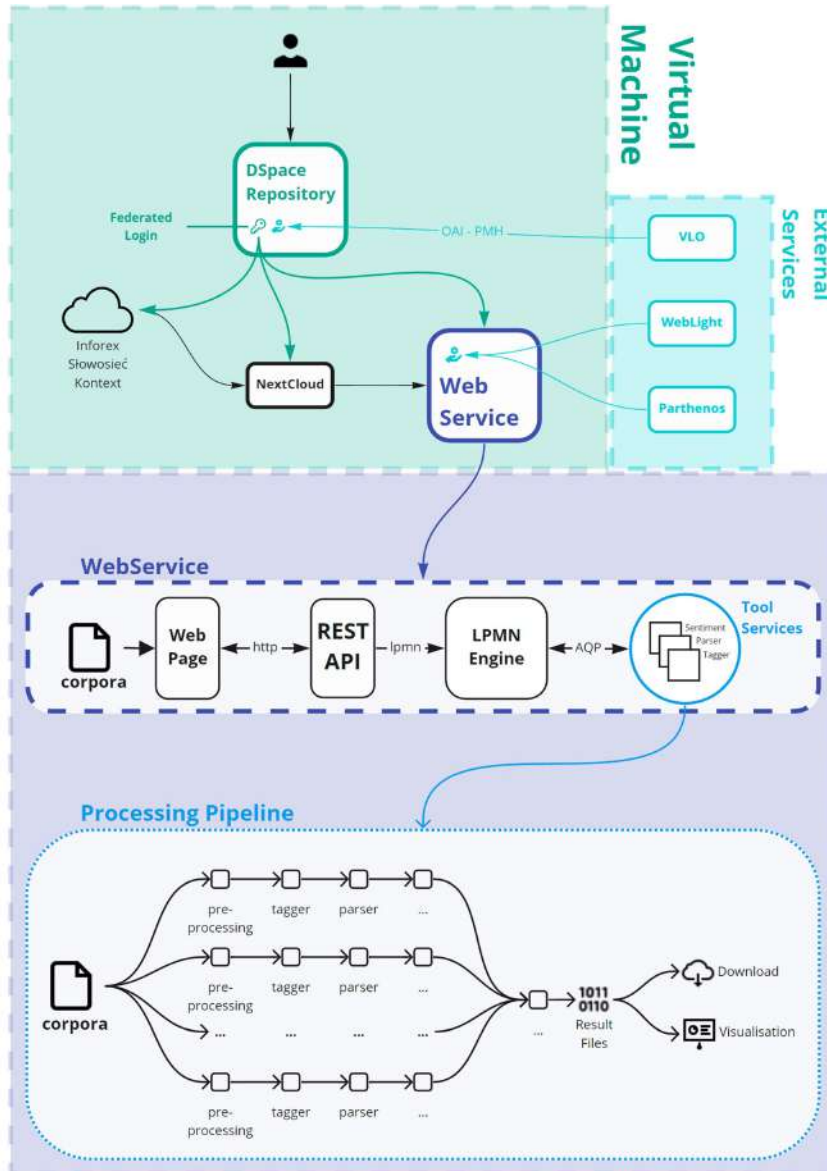 Virtual
Machine
DSpace
Repository
Federated
Login
OAI - PMH
External
Services
VLO
WebLight
Parthenos
Inforex
Słowosieć
Kontext
NextCloud
Web
Service
WebService
corpora
Web
Page
http
REST
API
lpmn
LPMN
Engine
AQP
Sentiment
Parser
Tagger
Tool
Services
Processing Pipeline
corpora
pre-
processing
tagger
parser
...
pre-
processing
tagger
parser
...
...
...
...
...
pre-
processing
tagger
parser
...
...
1011
0110
Result
Files
Download
Visualisation